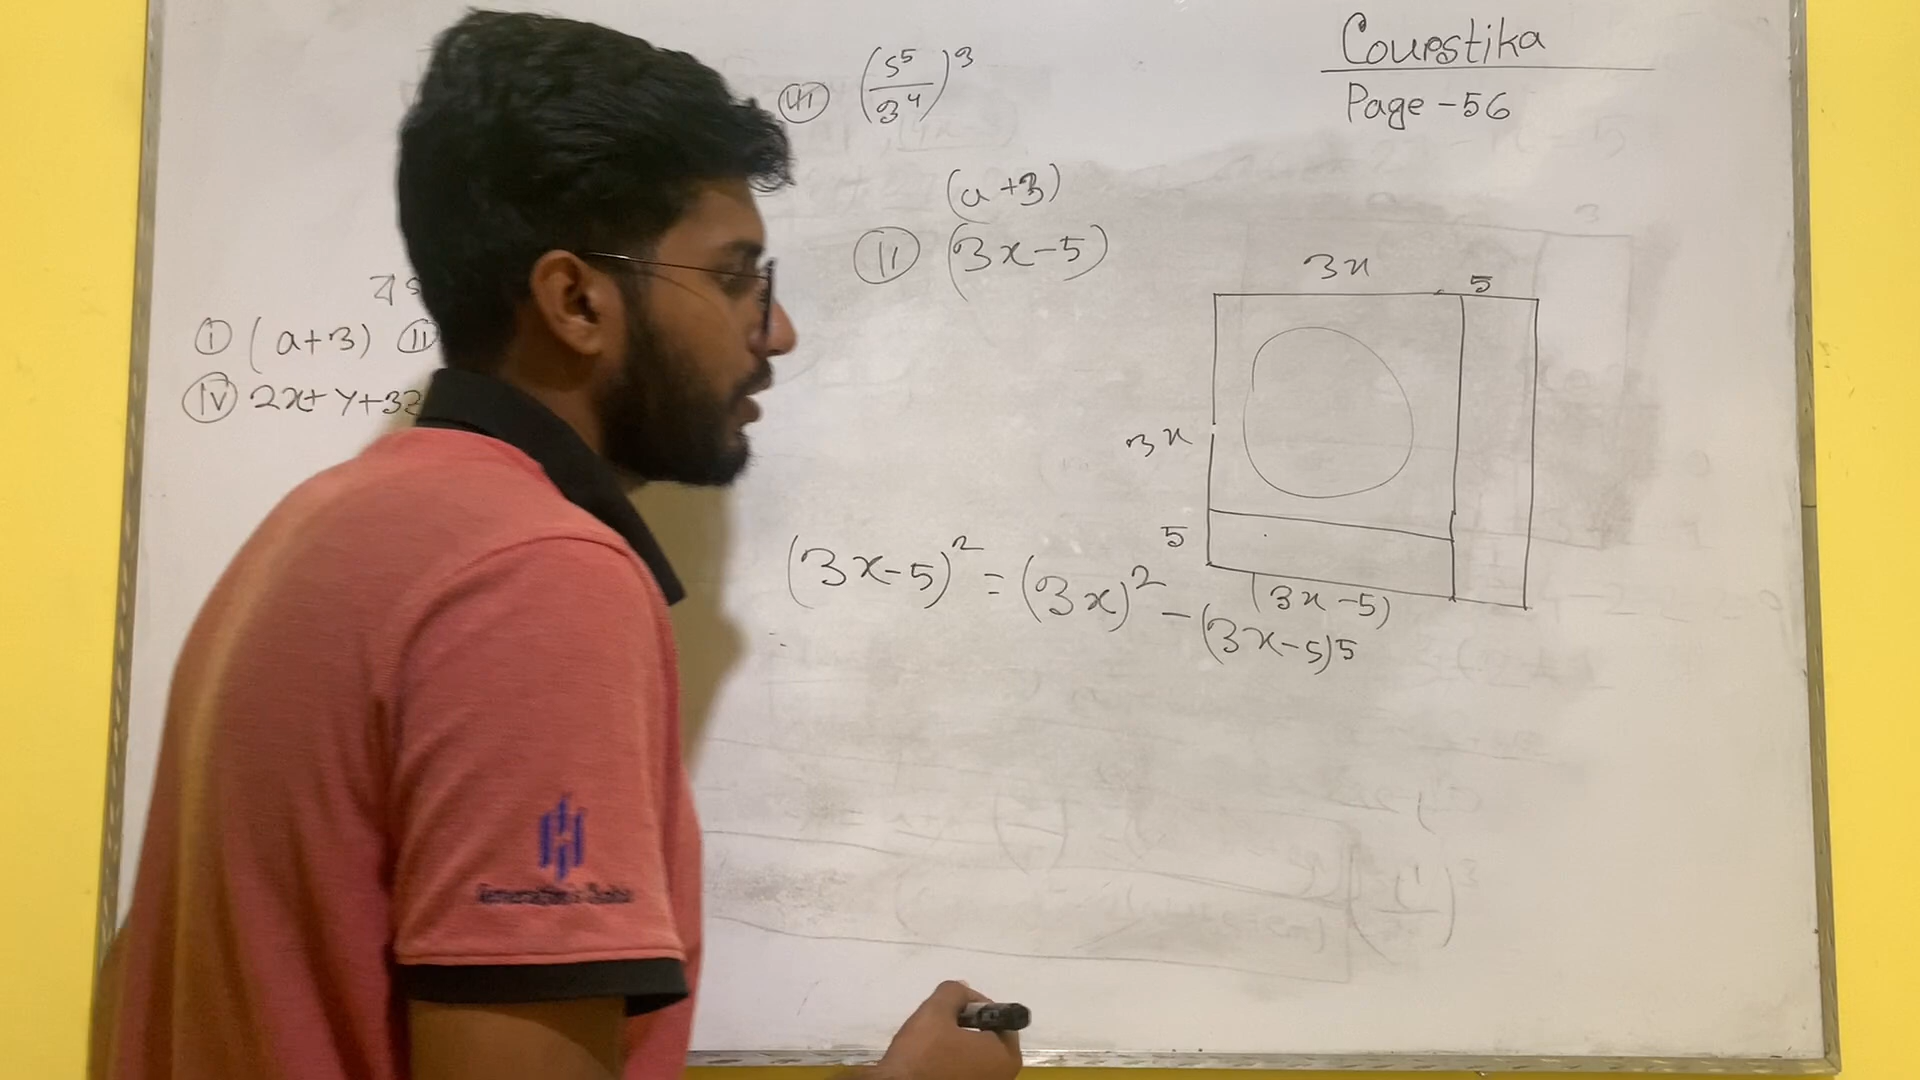 Courstika
Page -56
(5⁵/3⁴)³
(a+3)
(ii) (3x-5)
3x
5
(i) (a+3) (ii)
(iv) 2x+y+3z
3x
5
(3x-5)² = (3x)² - (3x-5)5
(3x-5)